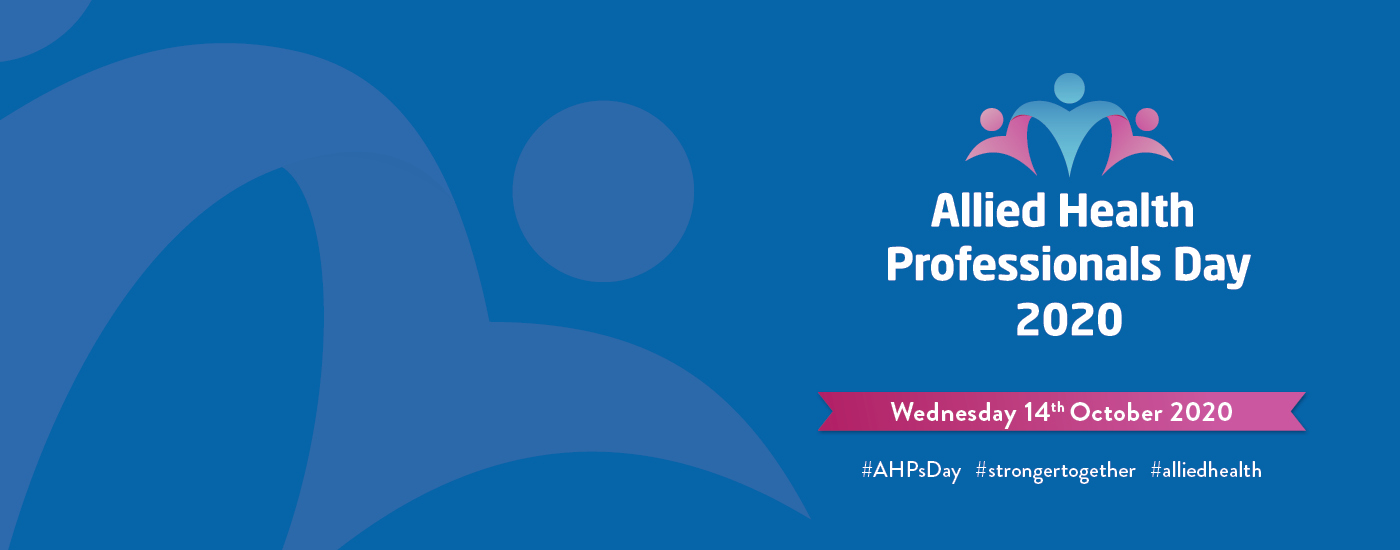 Allied Health
Professionals Day
2020
Wednesday 14th October 2020
#AHPsDay #strongertogether #alliedhealth